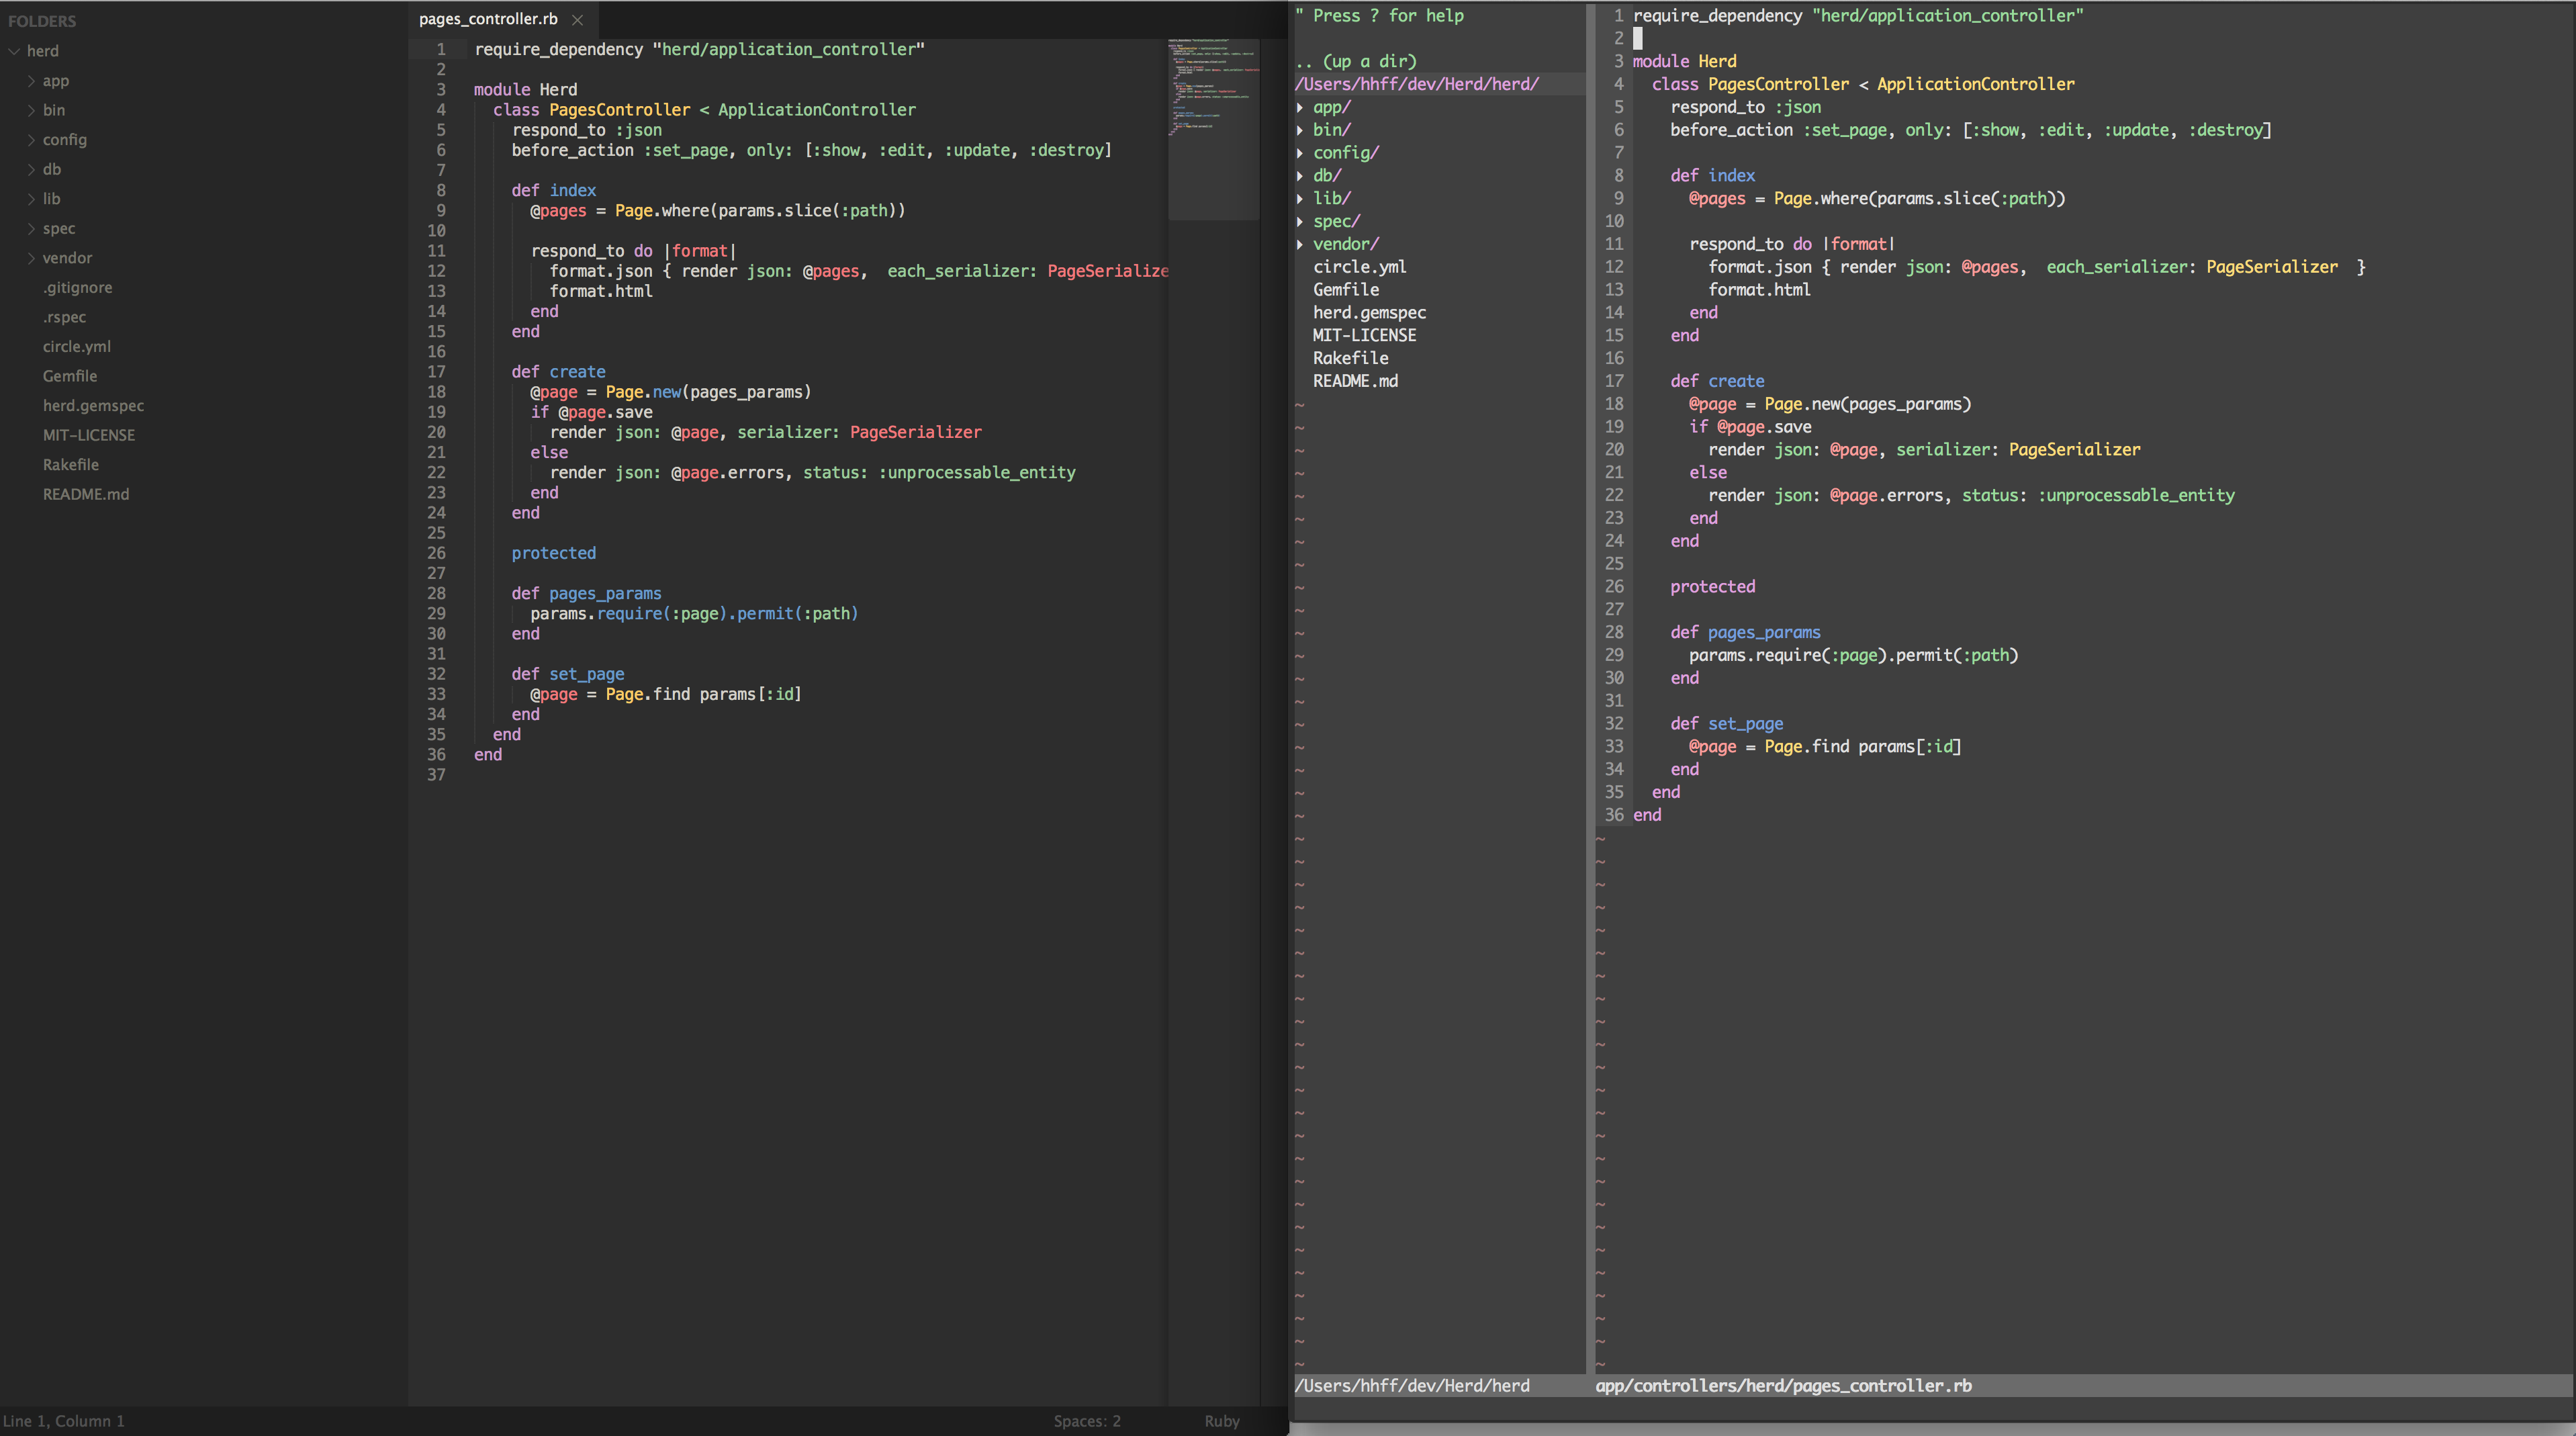 FOLDERS
herd
app
bin
config
db
lib
spec
vendor
.gitignore
.rspec
circle.yml
Gemfile
herd.gemspec
MIT-LICENSE
Rakefile
README.md
pages_controller.rb ×
1 require_dependency "herd/application_controller"
2
3 module Herd
4 class PagesController < ApplicationController
5 respond_to :json
6 before_action :set_page, only: [:show, :edit, :update, :destroy]
7
8 def index
9 @pages = Page.where(params.slice(:path))
10
11 respond_to do |format|
12 format.json { render json: @pages,  each_serializer: PageSerialize
13 format.html
14 end
15 end
16
17 def create
18 @page = Page.new(pages_params)
19 if @page.save
20 render json: @page, serializer: PageSerializer
21 else
22 render json: @page.errors, status: :unprocessable_entity
23 end
24 end
25
26 protected
27
28 def pages_params
29 params.require(:page).permit(:path)
30 end
31
32 def set_page
33 @page = Page.find params[:id]
34 end
35 end
36 end
37
Line 1, Column 1
Spaces: 2
Ruby
" Press ? for help
.. (up a dir)
/Users/hhff/dev/Herd/herd/
▸ app/
▸ bin/
▸ config/
▸ db/
▸ lib/
▸ spec/
▸ vendor/
circle.yml
Gemfile
herd.gemspec
MIT-LICENSE
Rakefile
README.md
/Users/hhff/dev/Herd/herd
1 require_dependency "herd/application_controller"
2
3 module Herd
4 class PagesController < ApplicationController
5 respond_to :json
6 before_action :set_page, only: [:show, :edit, :update, :destroy]
7
8 def index
9 @pages = Page.where(params.slice(:path))
10
11 respond_to do |format|
12 format.json { render json: @pages,  each_serializer: PageSerializer  }
13 format.html
14 end
15 end
16
17 def create
18 @page = Page.new(pages_params)
19 if @page.save
20 render json: @page, serializer: PageSerializer
21 else
22 render json: @page.errors, status: :unprocessable_entity
23 end
24 end
25
26 protected
27
28 def pages_params
29 params.require(:page).permit(:path)
30 end
31
32 def set_page
33 @page = Page.find params[:id]
34 end
35 end
36 end
app/controllers/herd/pages_controller.rb